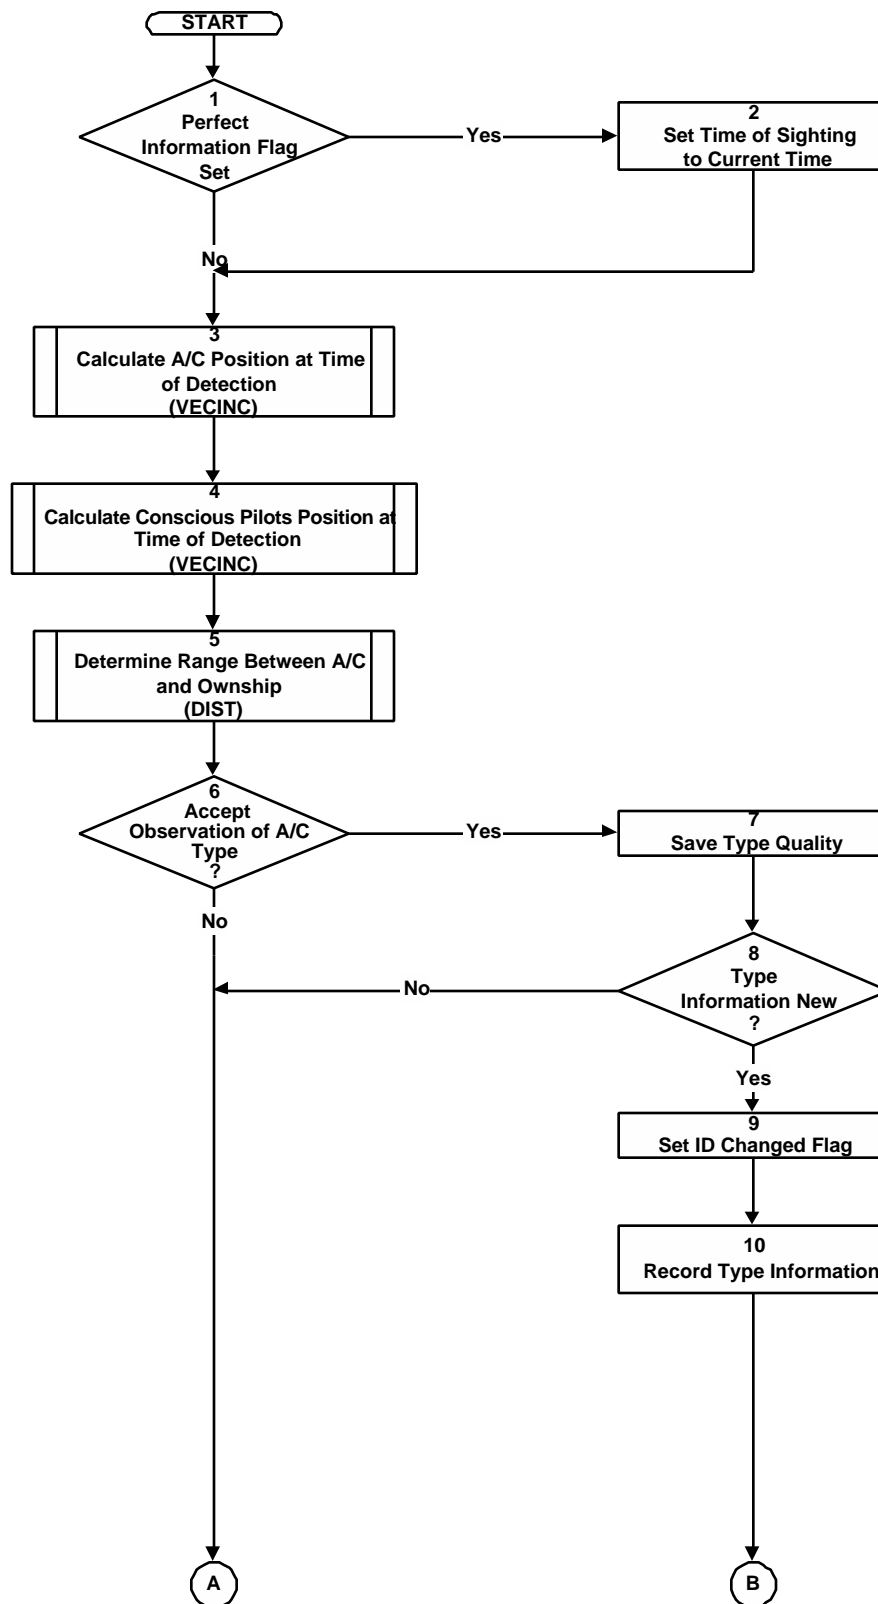 START
1
Perfect
Information Flag
Set
Yes
2
Set Time of Sighting
to Current Time
No
3
Calculate A/C Position at Time
of Detection
(VECINC)
4
Calculate Conscious Pilots Position at
Time of Detection
(VECINC)
5
Determine Range Between A/C
and Ownship
(DIST)
6
Accept
Observation of A/C
Type
?
Yes
7
Save Type Quality
No
8
Type
Information New
?
No
Yes
9
Set ID Changed Flag
10
Record Type Information
A
B